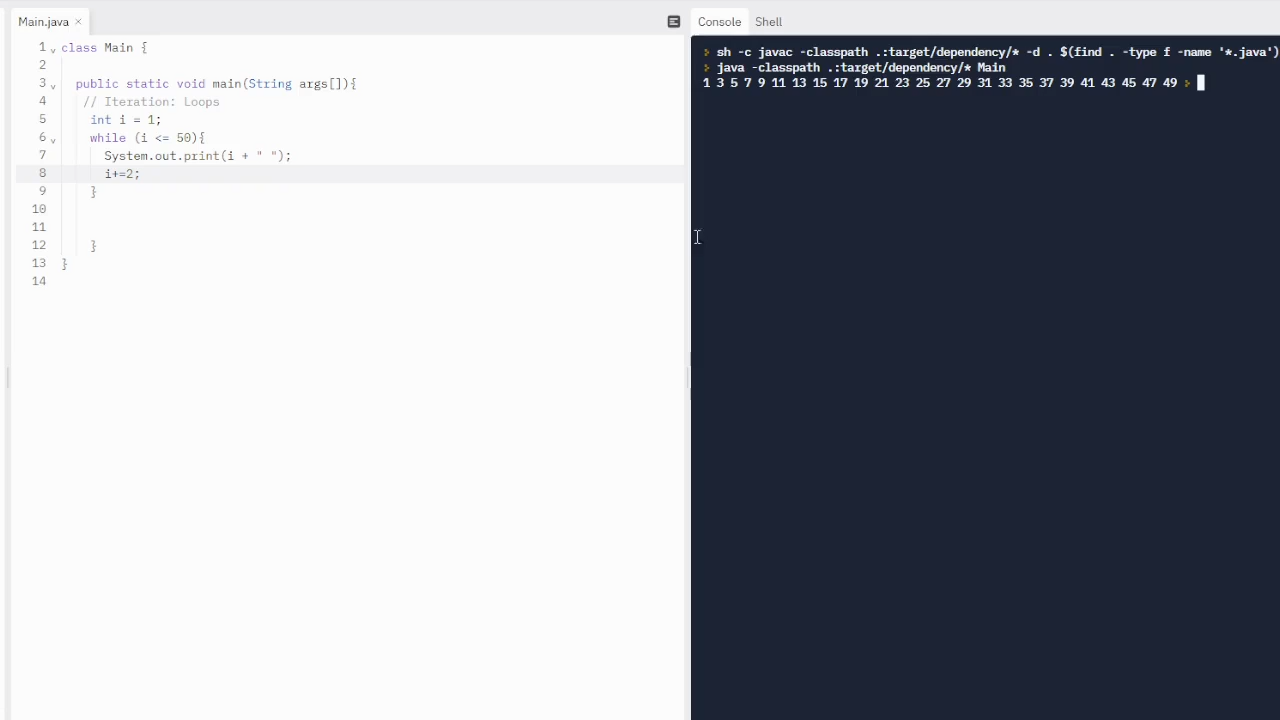 Main.java ×
Console Shell
1 class Main {
2
3 public static void main(String args[]){
4 // Iteration: Loops
5 int i = 1;
6 while (i <= 50){
7 System.out.print(i + " ");
8 i+=2;
9 }
10
11
12 }
13 }
14
sh -c javac -classpath .:target/dependency/* -d . $(find . -type f -name '*.java')
java -classpath .:target/dependency/* Main
1 3 5 7 9 11 13 15 17 19 21 23 25 27 29 31 33 35 37 39 41 43 45 47 49